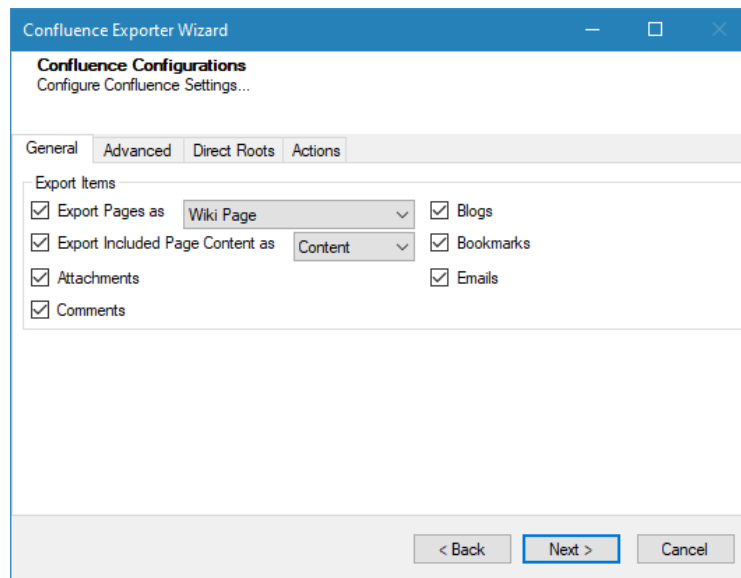 Confluence Exporter Wizard
Confluence Configurations
Configure Confluence Settings...
General Advanced Direct Roots Actions
Export Items
Export Pages as Wiki Page Blogs
Export Included Page Content as Content Bookmarks
Attachments Emails
Comments
< Back Next > Cancel